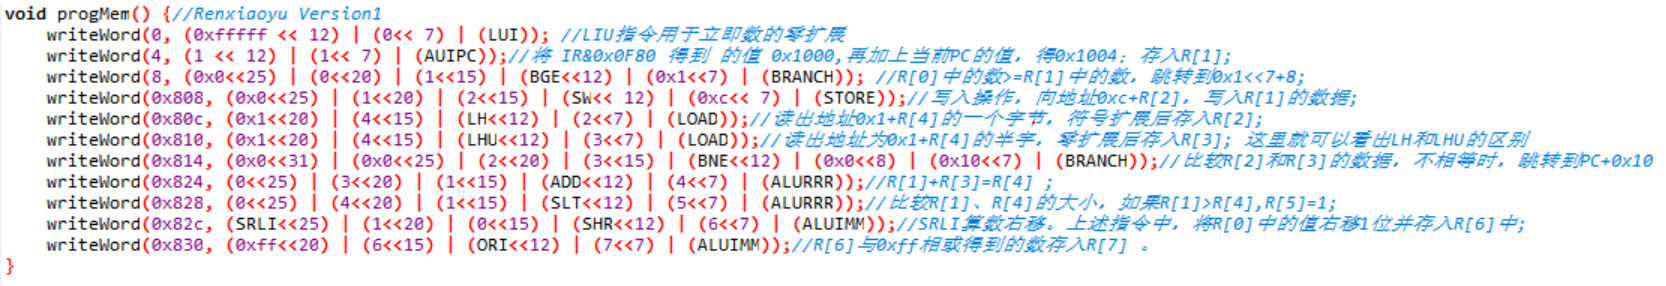 void progMem() {//Renxiaoyu Version1
writeWord(0, (0xfffff << 12) | (0<< 7) | (LUI)); //LIU指令用于立即数的零扩展
writeWord(4, (1 << 12) | (1<< 7) | (AUIPC));//将 IR&0x0F80 得到 的值 0x1000,再加上当前PC的值，得0x1004; 存入R[1];
writeWord(8, (0x0<<25) | (0<<20) | (1<<15) | (BGE<<12) | (0x1<<7) | (BRANCH)); //R[0]中的数>=R[1]中的数，跳转到0x1<<7+8;
writeWord(0x808, (0x0<<25) | (1<<20) | (2<<15) | (SW<< 12) | (0xc<< 7) | (STORE));//写入操作，向地址0xc+R[2]，写入R[1]的数据;
writeWord(0x80c, (0x1<<20) | (4<<15) | (LH<<12) | (2<<7) | (LOAD));//读出地址0x1+R[4]的一个字节，符号扩展后存入R[2];
writeWord(0x810, (0x1<<20) | (4<<15) | (LHU<<12) | (3<<7) | (LOAD));//读出地址为0x1+R[4]的半字，零扩展后存入R[3]; 这里就可以看出LH和LHU的区别
writeWord(0x814, (0x0<<31) | (0x0<<25) | (2<<20) | (3<<15) | (BNE<<12) | (0x0<<8) | (0x10<<7) | (BRANCH));//比较R[2]和R[3]的数据，不相等时，跳转到PC+0x10
writeWord(0x824, (0<<25) | (3<<20) | (1<<15) | (ADD<<12) | (4<<7) | (ALURRR));//R[1]+R[3]=R[4] ;
writeWord(0x828, (0<<25) | (4<<20) | (1<<15) | (SLT<<12) | (5<<7) | (ALURRR));//比较R[1]、R[4]的大小，如果R[1]>R[4],R[5]=1;
writeWord(0x82c, (SRLI<<25) | (1<<20) | (0<<15) | (SHR<<12) | (6<<7) | (ALUIMM));//SRLI算数右移。上述指令中，将R[0]中的值右移1位并存入R[6]中;
writeWord(0x830, (0xff<<20) | (6<<15) | (ORI<<12) | (7<<7) | (ALUIMM));//R[6]与0xff相或得到的数存入R[7] 。
}